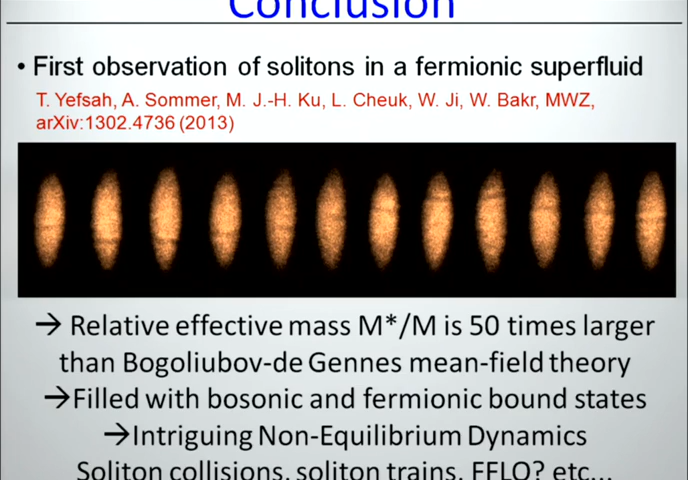 Conclusion
• First observation of solitons in a fermionic superfluid
T. Yefsah, A. Sommer, M. J.-H. Ku, L. Cheuk, W. Ji, W. Bakr, MWZ,
arXiv:1302.4736 (2013)
→ Relative effective mass M*/M is 50 times larger
than Bogoliubov-de Gennes mean-field theory
→Filled with bosonic and fermionic bound states
→Intriguing Non-Equilibrium Dynamics
Soliton collisions, soliton trains, FFLO? etc...